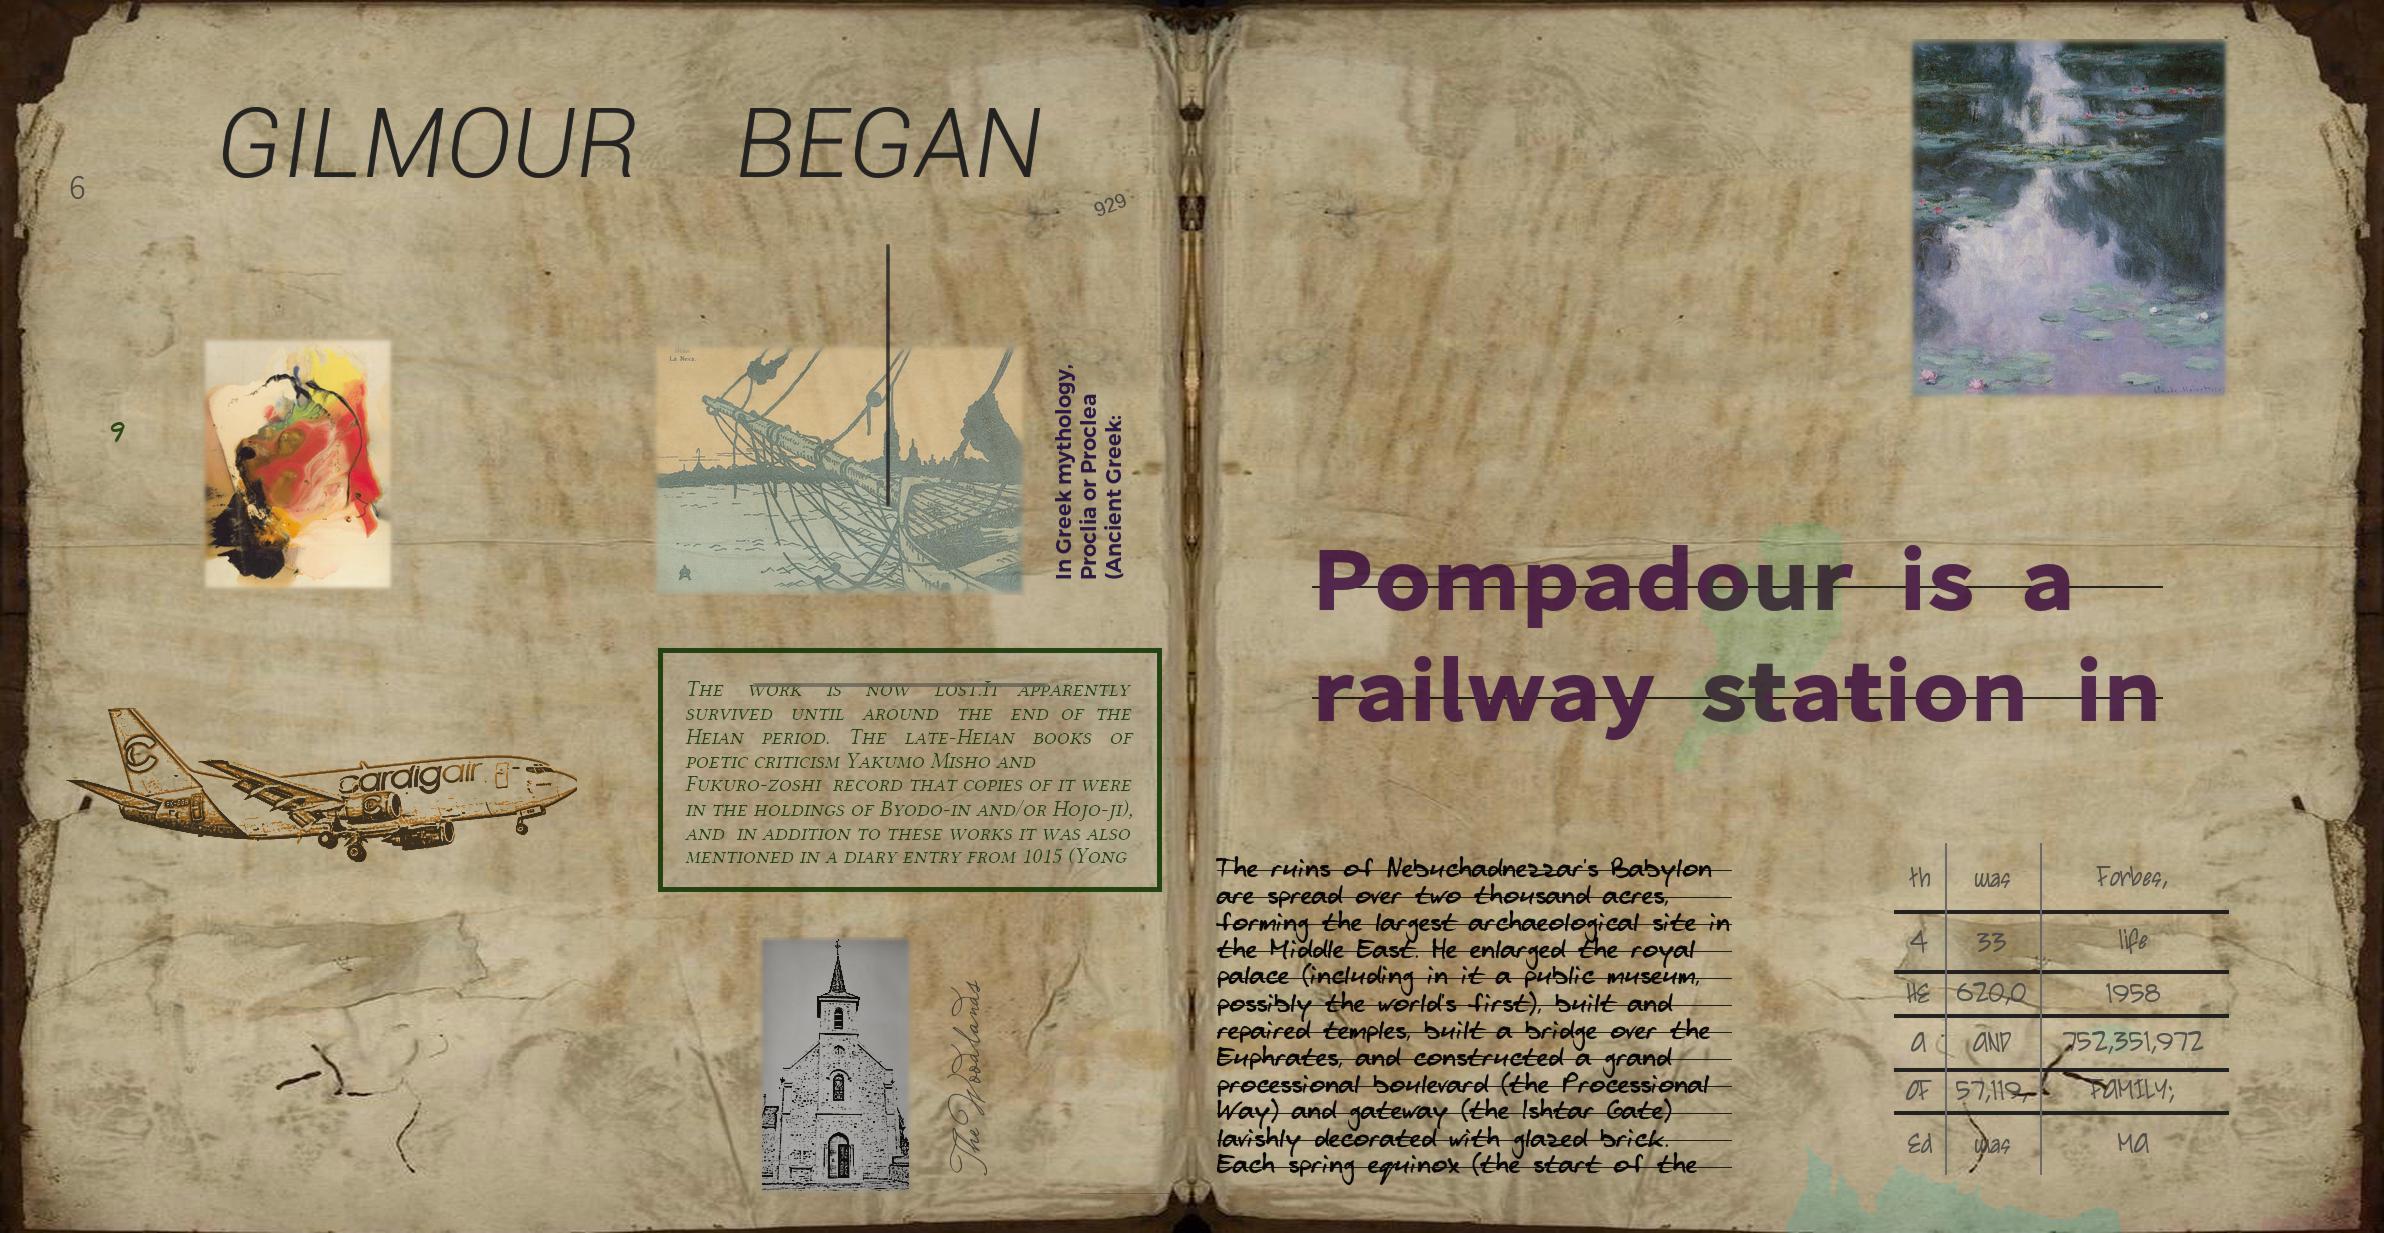 GILMOUR BEGAN
6
929
9
La Neva.
In Greek mythology,
Proclia or Proclea
(Ancient Greek:
cardigair
THE WORK IS NOW LOST.IT APPARENTLY
SURVIVED UNTIL AROUND THE END OF THE
HEIAN PERIOD. THE LATE-HEIAN BOOKS OF
POETIC CRITICISM YAKUMO MISHO AND
FUKURO-ZOSHI RECORD THAT COPIES OF IT WERE
IN THE HOLDINGS OF BYODO-IN AND/OR HOJO-JI),
AND IN ADDITION TO THESE WORKS IT WAS ALSO
MENTIONED IN A DIARY ENTRY FROM 1015 (YONG
The Woodlands
Pompadour is a
railway station in
The ruins of Nebuchadnezzar's Babylon
are spread over two thousand acres,
forming the largest archaeological site in
the Middle East. He enlarged the royal
palace (including in it a public museum,
possibly the world's first), built and
repaired temples, built a bridge over the
Euphrates, and constructed a grand
processional boulevard (the Processional
Way) and gateway (the Ishtar Gate)
lavishly decorated with glazed brick.
Each spring equinox (the start of the
th was Forbes,
4 33 life
HE 620,0 1958
a AND 752,351,972
OF 57,119, FAMILY;
Ed was MA